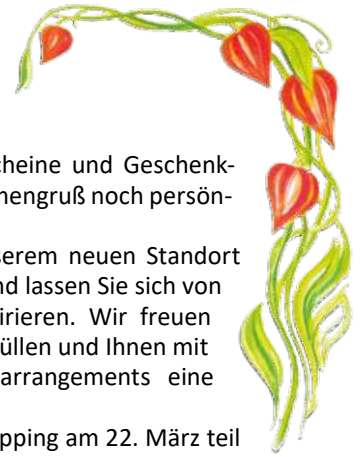 cheine und Geschenk-
mengruß noch persön-
serem neuen Standort
nd lassen Sie sich von
irieren. Wir freuen
üllen und Ihnen mit
arrangements eine
pping am 22. März teil